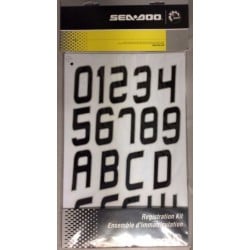 SEA-DOO
01234
56789
ABCD
Registration Kit
Ensemble d'immatriculation